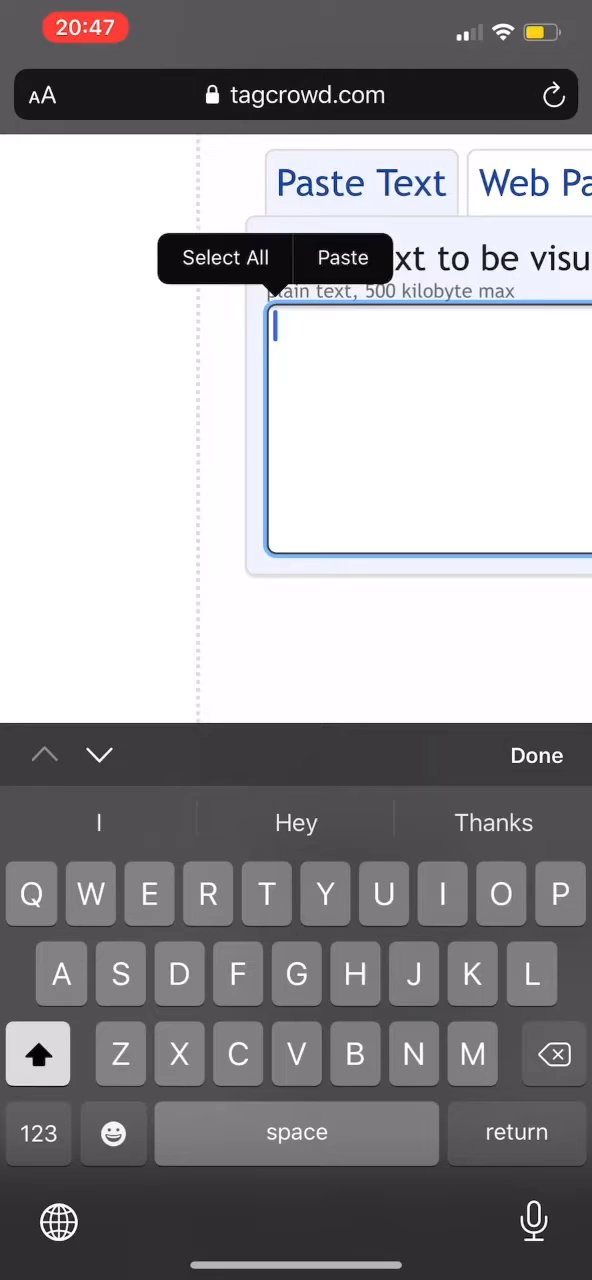 20:47
AA tagcrowd.com
Paste Text Web Pa
Select All Paste
xt to be visu
plain text, 500 kilobyte max
Done
I Hey Thanks
Q W E R T Y U I O P
A S D F G H J K L
Z X C V B N M
123 space return